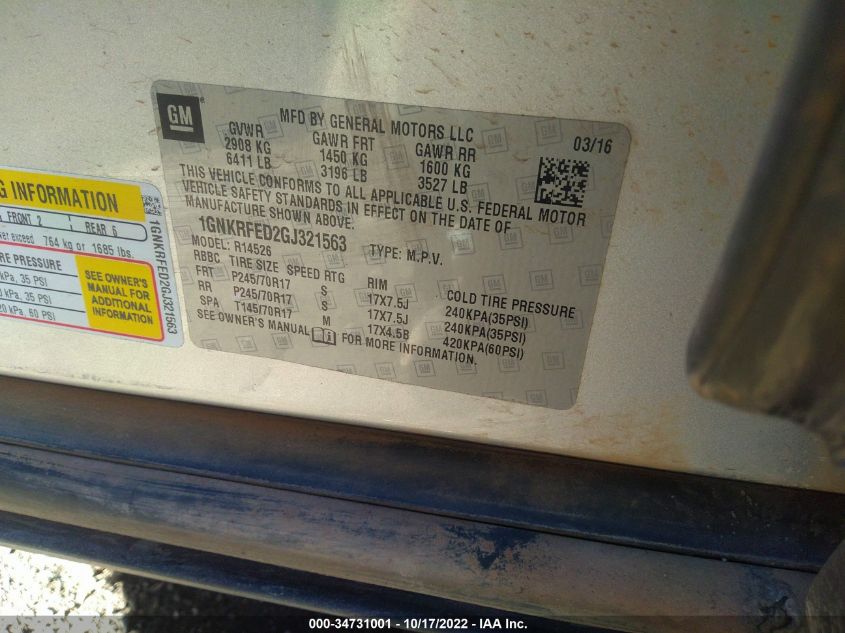 GM
MFD BY GENERAL MOTORS LLC
03/16
GVWR GAWR FRT GAWR RR
2908 KG 1450 KG 1600 KG
6411 LB 3196 LB 3527 LB
THIS VEHICLE CONFORMS TO ALL APPLICABLE U.S. FEDERAL MOTOR
VEHICLE SAFETY STANDARDS IN EFFECT ON THE DATE OF
MANUFACTURE SHOWN ABOVE.
1GNKRFED2GJ321563 TYPE: M.P.V.
MODEL: R14526
RBBC TIRE SIZE SPEED RTG RIM COLD TIRE PRESSURE
FRT P245/70R17 S 17X7.5J 240KPA(35PSI)
RR P245/70R17 S 17X7.5J 240KPA(35PSI)
SPA T145/70R17 M 17X4.5B 420KPA(60PSI)
SEE OWNER'S MANUAL FOR MORE INFORMATION.
G INFORMATION
FRONT 2 REAR 6
exceed 764 kg or 1685 lbs.
E PRESSURE
kPa, 35 PSI
kPa, 35 PSI
20 kPa, 60 PSI
SEE OWNER'S
MANUAL FOR
ADDITIONAL
INFORMATION
1GNKRFED2GJ321563
000-34731001 - 10/17/2022 - IAA Inc.